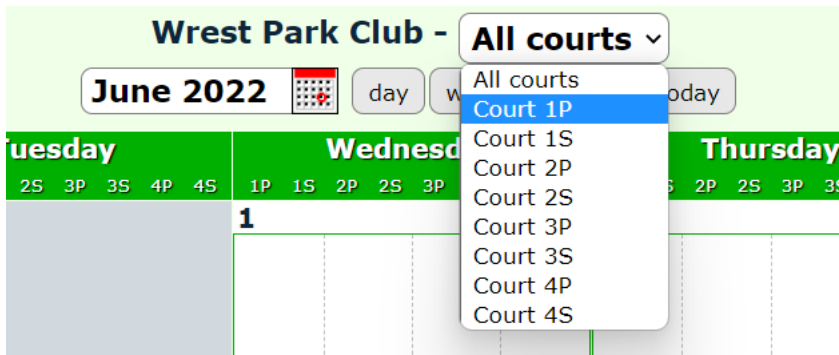 Wrest Park Club - All courts
June 2022 day w oday
All courts
Court 1P
Court 1S
Court 2P
Court 2S
Court 3P
Court 3S
Court 4P
Court 4S
uesday Wednesd Thursday
2S 3P 3S 4P 4S 1P 1S 2P 2S 3P S 2P 2S 3P 3S
1